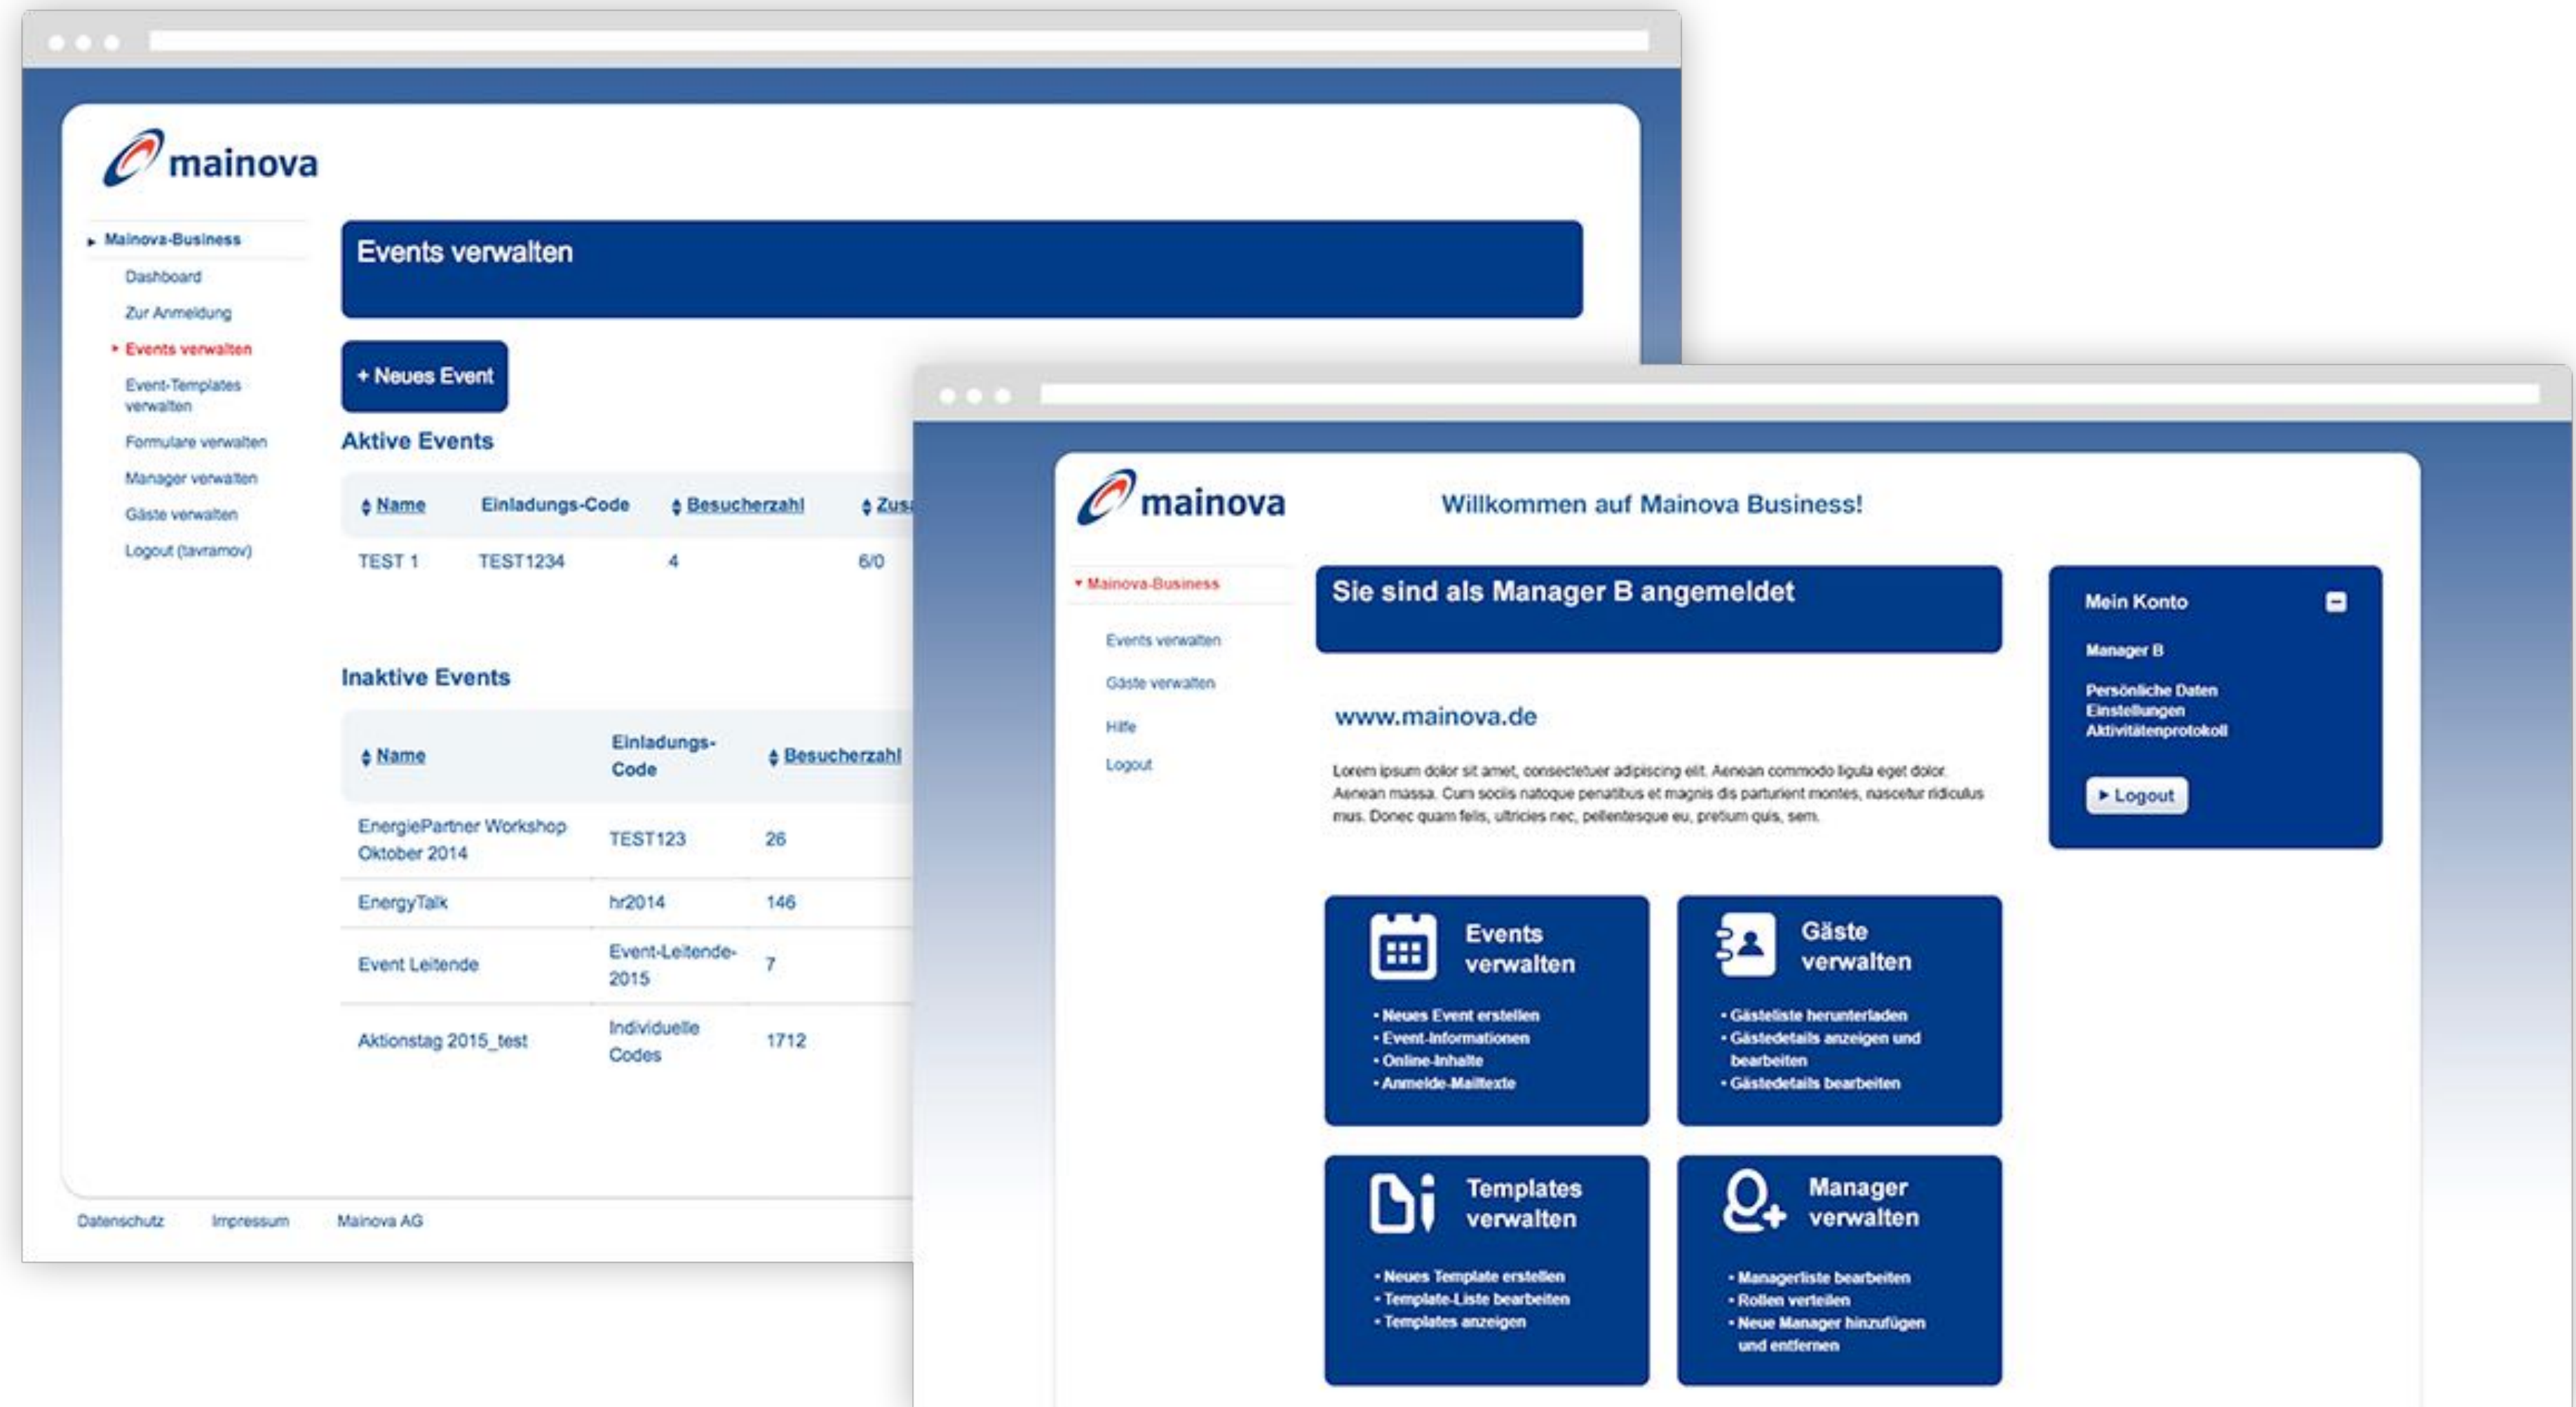 mainova
Mainova-Business
Dashboard
Zur Anmeldung
Events verwalten
Event-Templates
verwalten
Formulare verwalten
Manager verwalten
Gäste verwalten
Logout (tavramov)
Events verwalten
+ Neues Event
Aktive Events
Name Einladungs-Code Besucherzahl
TEST 1 TEST1234 4 6/0
Inaktive Events
Name Einladungs-
Code Besucherzahl
EnergiePartner Workshop
Oktober 2014 TEST123 26
EnergyTalk hr2014 146
Event Leitende Event-Leitende-
2015 7
Aktionstag 2015_test Individuelle
Codes 1712
Datenschutz Impressum Mainova AG
mainova
Willkommen auf Mainova Business!
Mainova-Business
Events verwalten
Gäste verwalten
Hilfe
Logout
Sie sind als Manager B angemeldet
www.mainova.de
Lorem ipsum dolor sit amet, consectetuer adipiscing elit. Aenean commodo ligula eget dolor.
Aenean massa. Cum sociis natoque penatibus et magnis dis parturient montes, nascetur ridiculus
mus. Donec quam felis, ultricies nec, pellentesque eu, pretium quis, sem.
Mein Konto
Manager B
Persönliche Daten
Einstellungen
Aktivitätenprotokoll
Logout
Events
verwalten
• Neues Event erstellen
• Event-Informationen
• Online-Inhalte
• Anmelde-Mailtexte
Gäste
verwalten
• Gästeliste herunterladen
• Gästedetails anzeigen und
bearbeiten
• Gästedetails bearbeiten
Templates
verwalten
• Neues Template erstellen
• Template-Liste bearbeiten
• Templates anzeigen
Manager
verwalten
• Managerliste bearbeiten
• Rollen verteilen
• Neue Manager hinzufügen
und entfernen